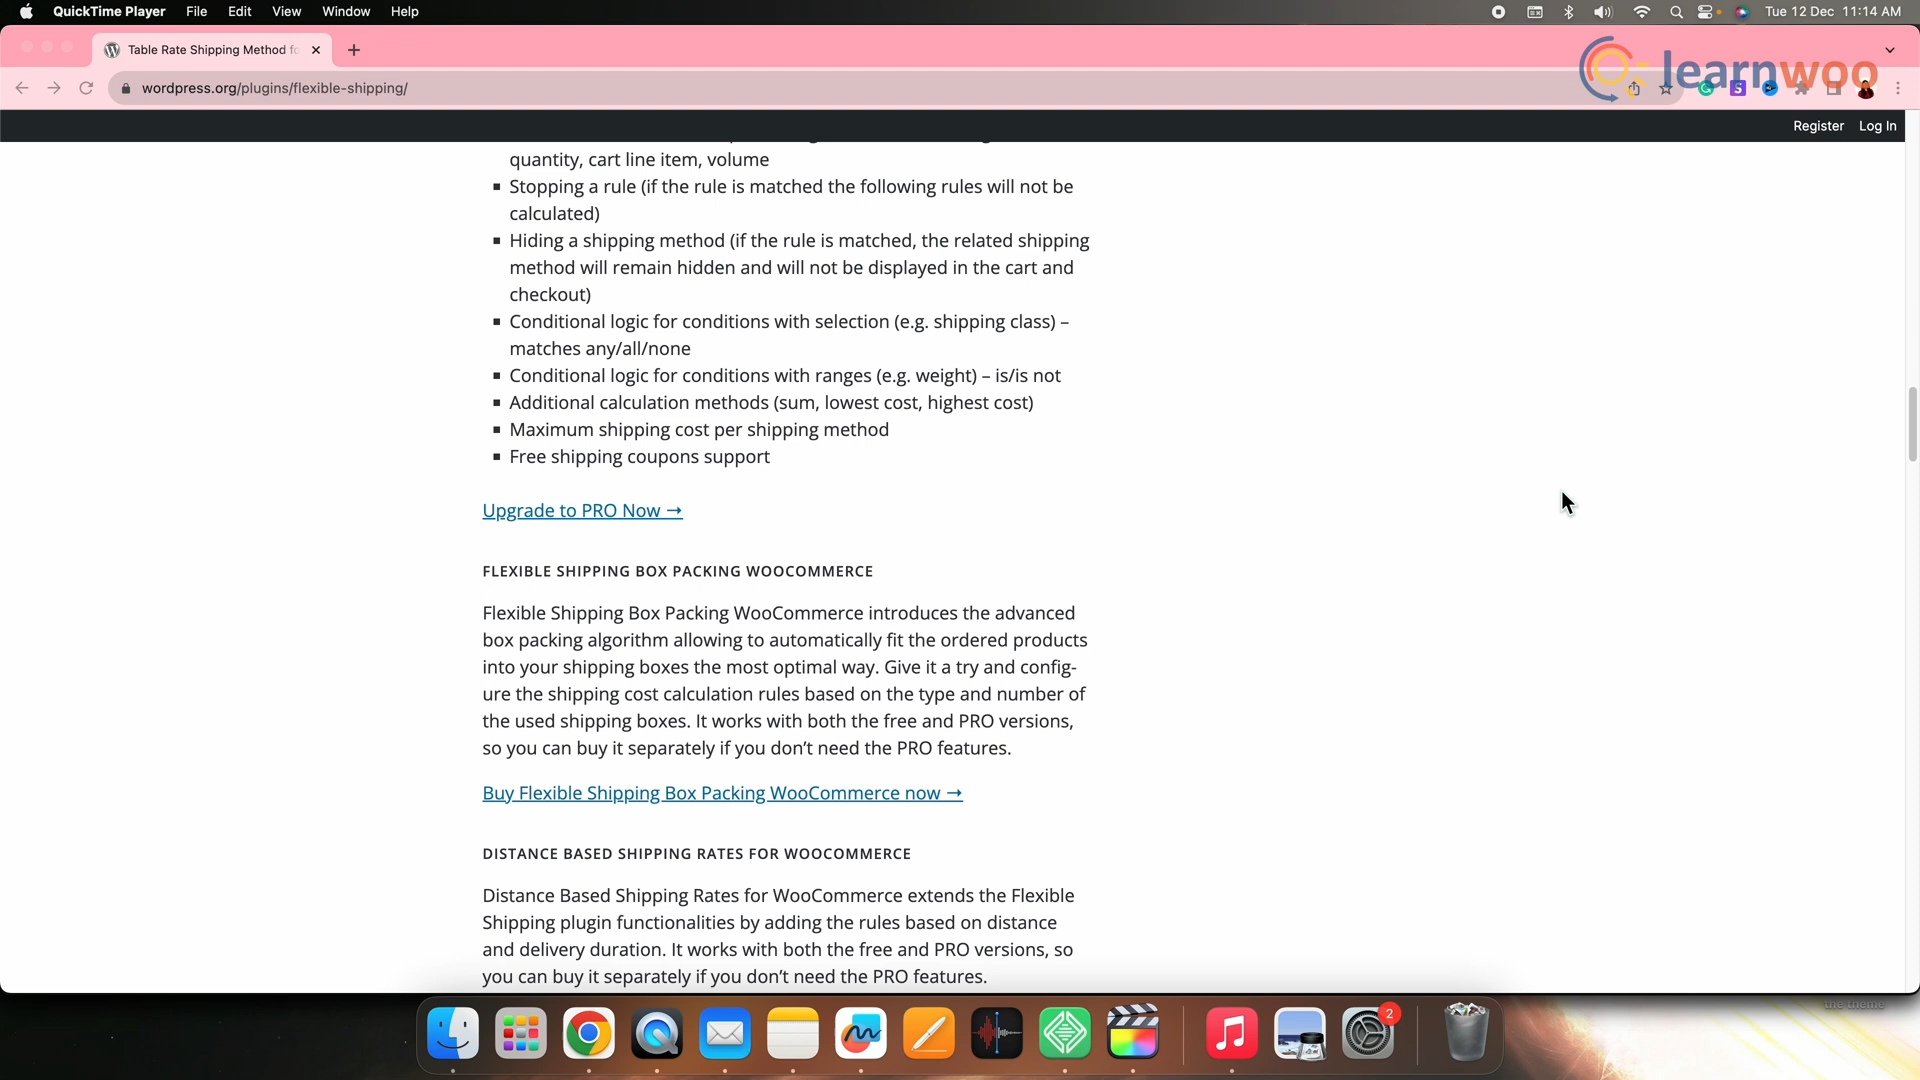 QuickTime Player File Edit View Window Help Tue 12 Dec 11:14 AM
Table Rate Shipping Method fo
learnwoo
wordpress.org/plugins/flexible-shipping/
Register Log In
quantity, cart line item, volume
Stopping a rule (if the rule is matched the following rules will not be
calculated)
Hiding a shipping method (if the rule is matched, the related shipping
method will remain hidden and will not be displayed in the cart and
checkout)
Conditional logic for conditions with selection (e.g. shipping class) –
matches any/all/none
Conditional logic for conditions with ranges (e.g. weight) – is/is not
Additional calculation methods (sum, lowest cost, highest cost)
Maximum shipping cost per shipping method
Free shipping coupons support
Upgrade to PRO Now →
FLEXIBLE SHIPPING BOX PACKING WOOCOMMERCE
Flexible Shipping Box Packing WooCommerce introduces the advanced
box packing algorithm allowing to automatically fit the ordered products
into your shipping boxes the most optimal way. Give it a try and config-
ure the shipping cost calculation rules based on the type and number of
the used shipping boxes. It works with both the free and PRO versions,
so you can buy it separately if you don’t need the PRO features.
Buy Flexible Shipping Box Packing WooCommerce now →
DISTANCE BASED SHIPPING RATES FOR WOOCOMMERCE
Distance Based Shipping Rates for WooCommerce extends the Flexible
Shipping plugin functionalities by adding the rules based on distance
and delivery duration. It works with both the free and PRO versions, so
you can buy it separately if you don’t need the PRO features.
the theme
2